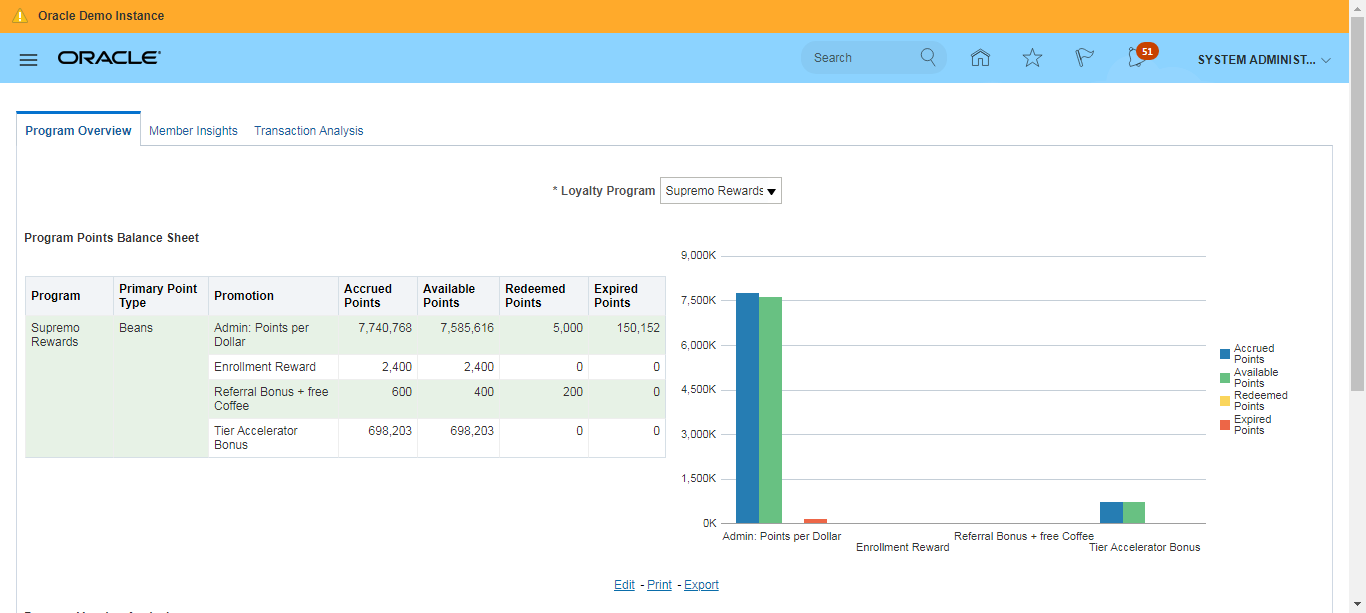 Oracle Demo Instance
ORACLE
Search
51
SYSTEM ADMINIST...
Program Overview
Member Insights
Transaction Analysis
* Loyalty Program
Supremo Rewards
Program Points Balance Sheet
Program
Primary Point
Type
Promotion
Accrued
Points
Available
Points
Redeemed
Points
Expired
Points
Supremo
Rewards
Beans
Admin: Points per
Dollar
7,740,768
7,585,616
5,000
150,152
Enrollment Reward
2,400
2,400
0
0
Referral Bonus + free
Coffee
600
400
200
0
Tier Accelerator
Bonus
698,203
698,203
0
0
9,000K
7,500K
6,000K
4,500K
3,000K
1,500K
0K
Admin: Points per Dollar
Enrollment Reward
Referral Bonus + free Coffee
Tier Accelerator Bonus
Accrued
Points
Available
Points
Redeemed
Points
Expired
Points
Edit - Print - Export